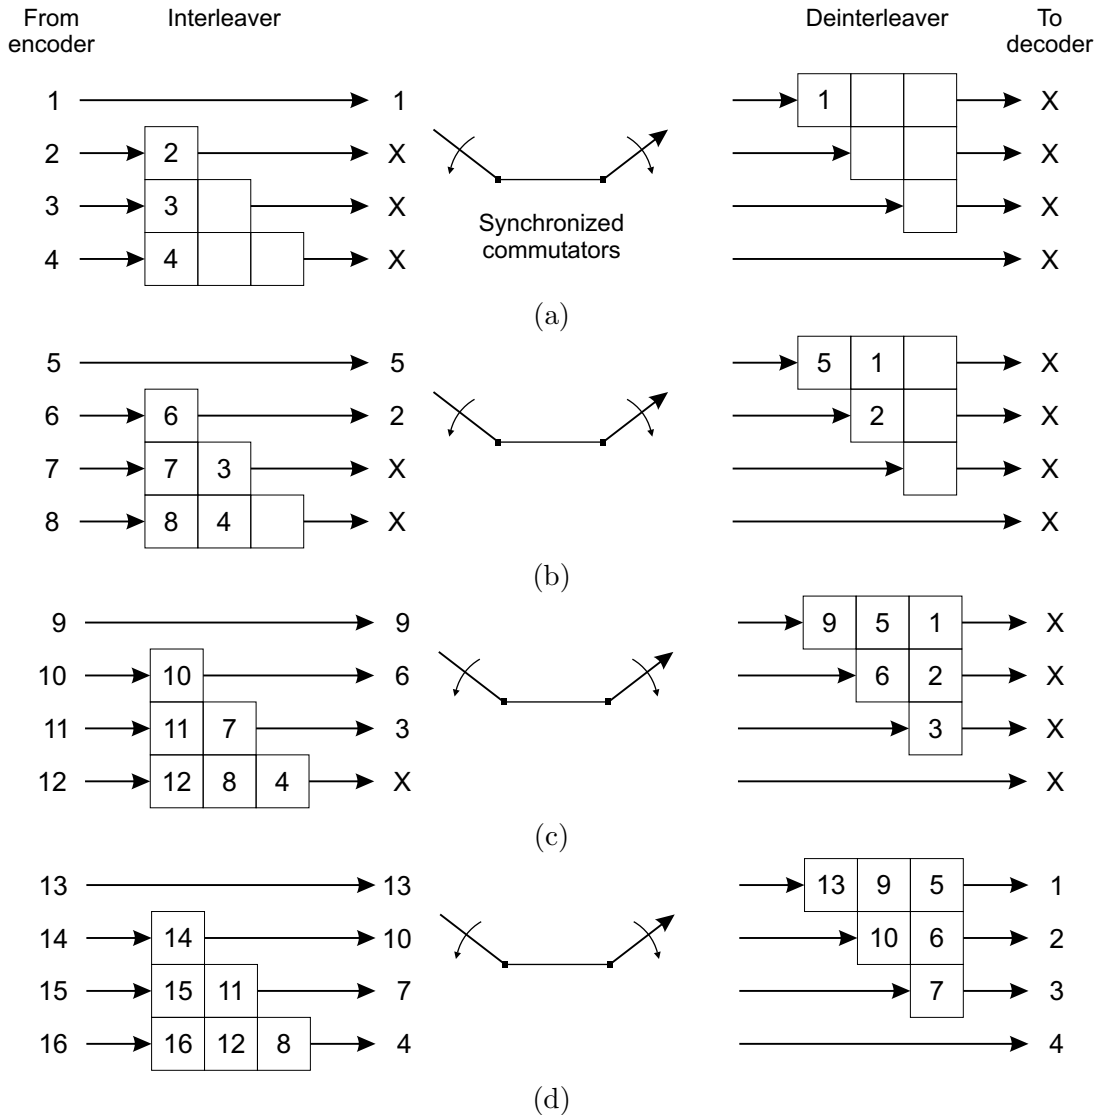 From Interleaver Deinterleaver To
encoder decoder
1 1 1 X
2 2 X X
3 3 X X
Synchronized
commutators
4 4 X X
(a)
5 5 5 1 X
6 6 2 2 X
7 7 3 X X
8 8 4 X X
(b)
9 9 9 5 1 X
10 10 6 6 2 X
11 11 7 3 3 X
12 12 8 4 X X
(c)
13 13 13 9 5 1
14 14 10 10 6 2
15 15 11 7 7 3
16 16 12 8 4 4
(d)